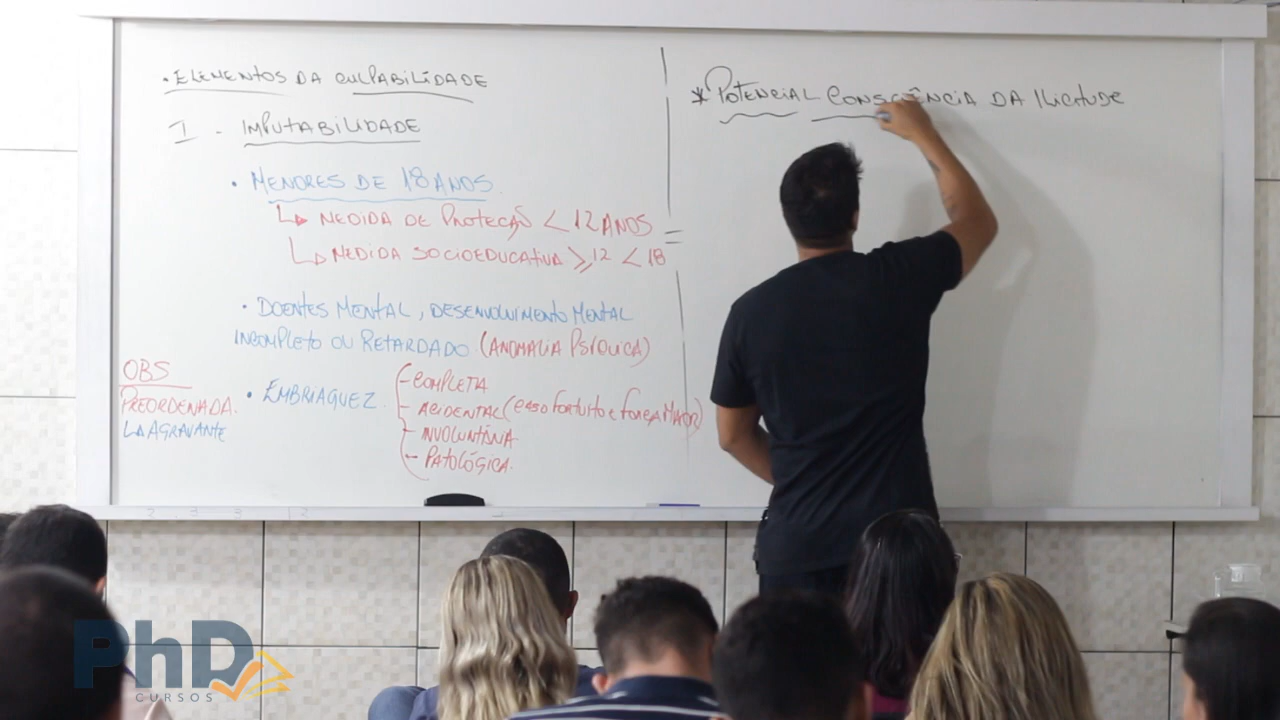 • ELEMENTOS DA CULPABILIDADE
I - IMPUTABILIDADE
• MENORES DE 18 ANOS.
↳ MEDIDA DE PROTEÇÃO < 12 ANOS
↳ MEDIDA SOCIOEDUCATIVA ⩾ 12 < 18
• DOENTES MENTAL, DESENVOLVIMENTO MENTAL
INCOMPLETO OU RETARDADO (ANOMALIA PSÍQUICA)
• EMBRIAGUEZ
- COMPLETA
- ACIDENTAL (CASO FORTUITO E FORÇA MAIOR)
- INVOLUNTÁRIA
- PATOLÓGICA.
OBS
PREORDENADA.
↳ AGRAVANTE
* POTENCIAL CONSCIÊNCIA DA ILICITUDE
PhD
CURSOS